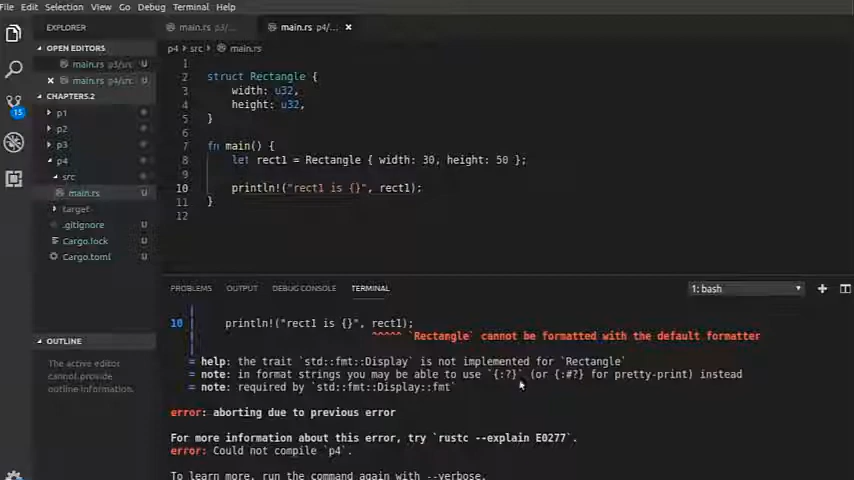 File Edit Selection View Go Debug Terminal Help
EXPLORER
main.rs p3/...
main.rs p4/...
OPEN EDITORS
main.rs p3/src U
main.rs p4/src U
CHAPTERS.2
p1
p2
p3
p4
src
main.rs U
target
.gitignore U
Cargo.lock U
Cargo.toml U
15
OUTLINE
The active editor
cannot provide
outline information.
p4 src main.rs
1
2 struct Rectangle {
3 width: u32,
4 height: u32,
5 }
6
7 fn main() {
8 let rect1 = Rectangle { width: 30, height: 50 };
9
10 println!("rect1 is {}", rect1);
11 }
12
PROBLEMS OUTPUT DEBUG CONSOLE TERMINAL 1: bash
10 | println!("rect1 is {}", rect1);
| ^^^^^ `Rectangle` cannot be formatted with the default formatter
|
= help: the trait `std::fmt::Display` is not implemented for `Rectangle`
= note: in format strings you may be able to use `{:?}` (or {:#?} for pretty-print) instead
= note: required by `std::fmt::Display::fmt`
error: aborting due to previous error
For more information about this error, try `rustc --explain E0277`.
error: Could not compile `p4`.
To learn more, run the command again with --verbose.